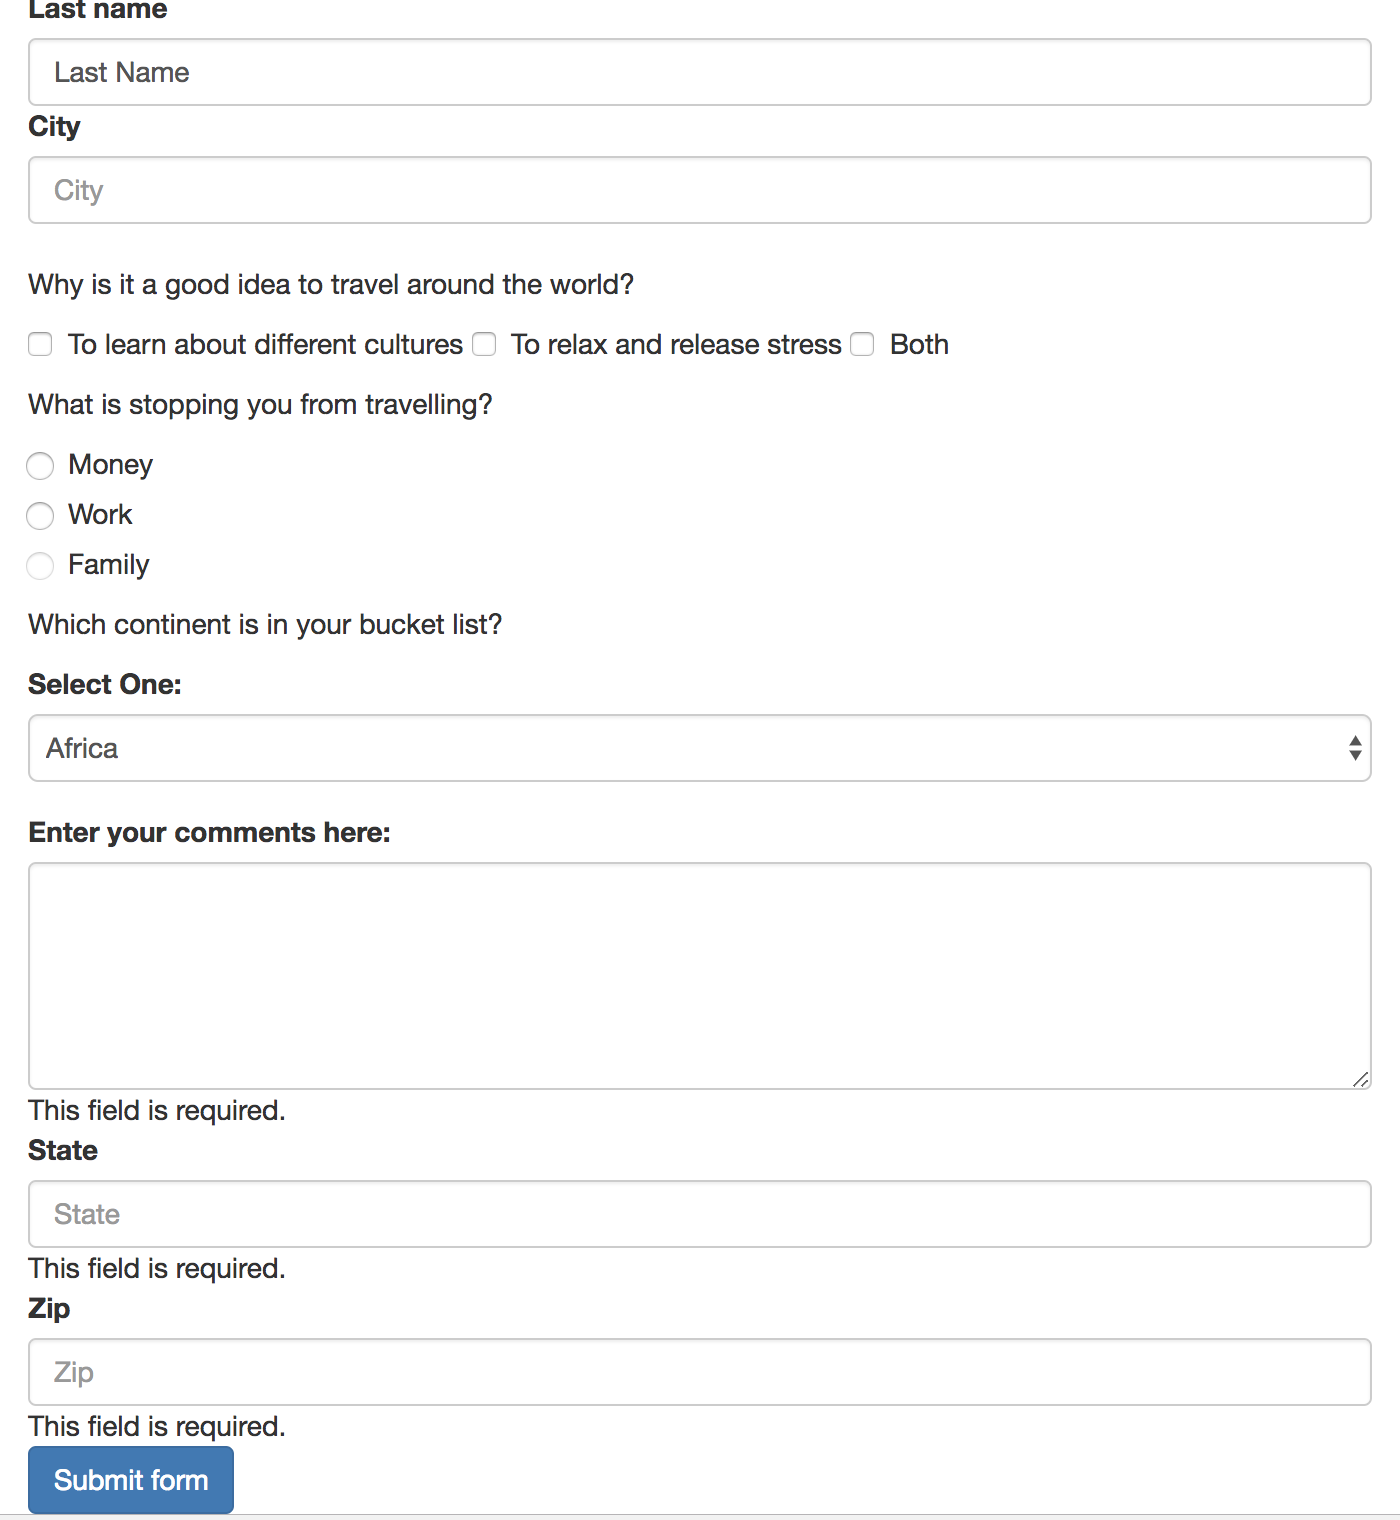 Last name
Last Name
City
City
Why is it a good idea to travel around the world?
To learn about different cultures To relax and release stress Both
What is stopping you from travelling?
Money
Work
Family
Which continent is in your bucket list?
Select One:
Africa
Enter your comments here:
This field is required.
State
State
This field is required.
Zip
Zip
This field is required.
Submit form